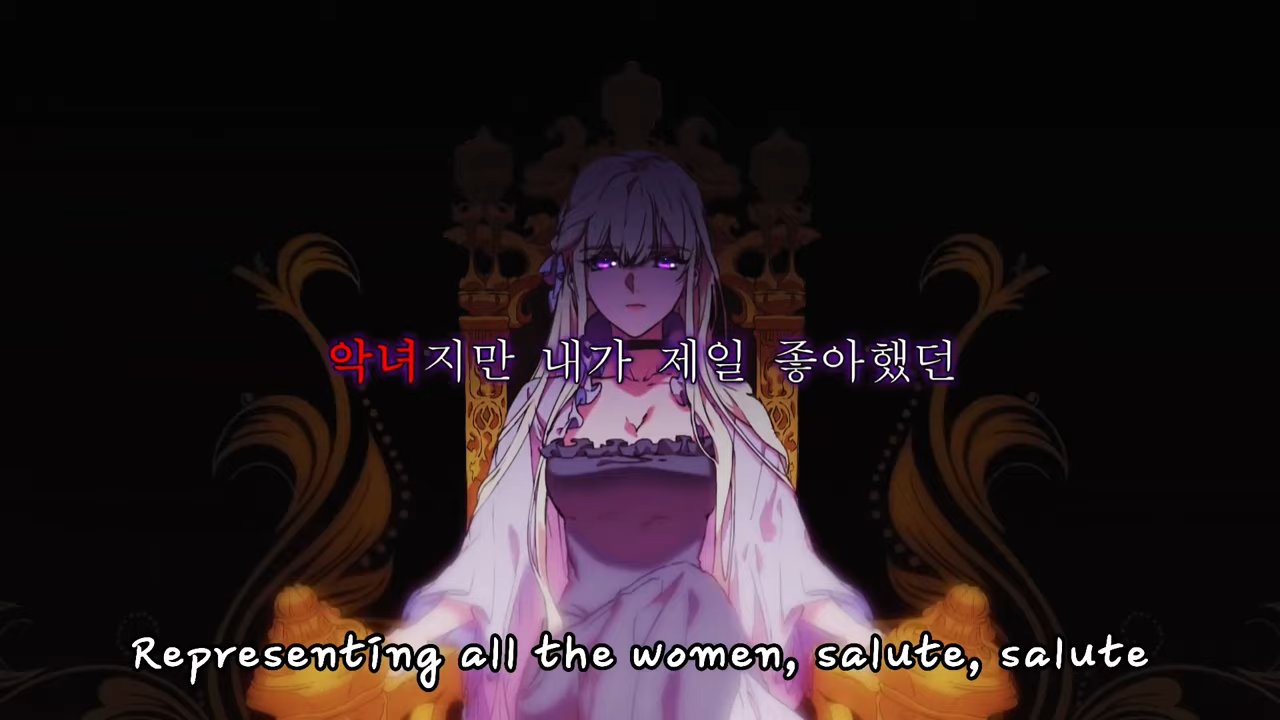 악녀지만 내가 제일 좋아했던
Representing all the women, salute, salute